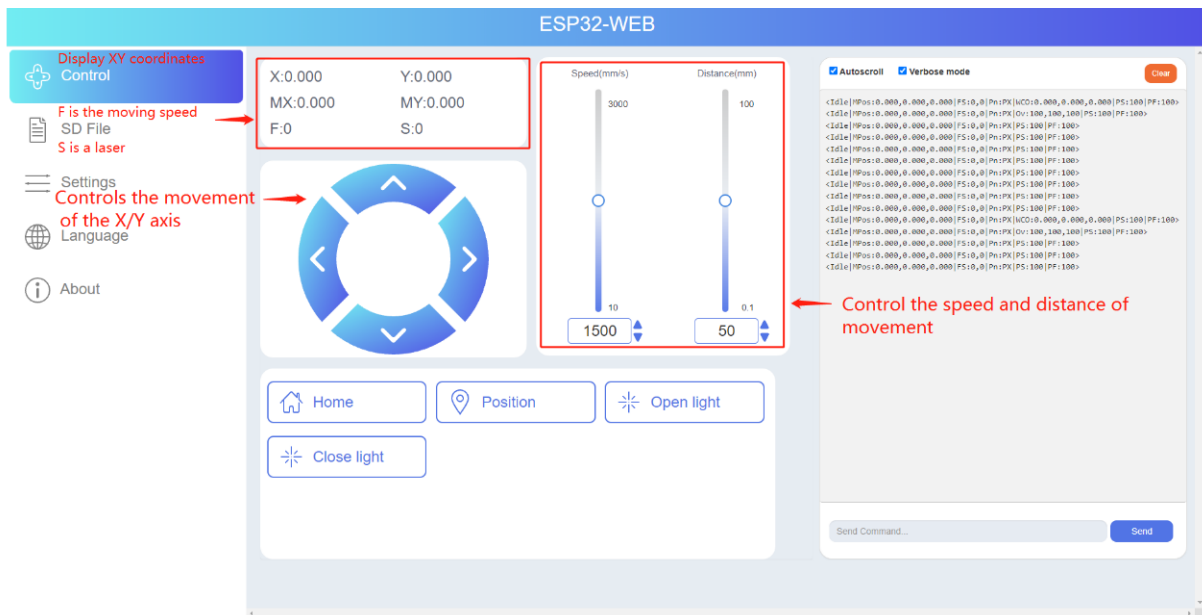 ESP32-WEB
Display XY coordinates
Control
F is the moving speed
SD File
S is a laser
Settings
Controls the movement
of the X/Y axis
Language
About
X:0.000 Y:0.000
MX:0.000 MY:0.000
F:0 S:0
Speed(mm/s) Distance(mm)
3000 100
10 0.1
1500 50
Control the speed and distance of
movement
Home Position Open light
Close light
Autoscroll Verbose mode Clear
<Idle|MPos:0.000,0.000,0.000|FS:0,0|Pn:PX|WCO:0.000,0.000,0.000|PS:100|PF:100>
<Idle|MPos:0.000,0.000,0.000|FS:0,0|Pn:PX|Ov:100,100,100|PS:100|PF:100>
<Idle|MPos:0.000,0.000,0.000|FS:0,0|Pn:PX|PS:100|PF:100>
<Idle|MPos:0.000,0.000,0.000|FS:0,0|Pn:PX|PS:100|PF:100>
<Idle|MPos:0.000,0.000,0.000|FS:0,0|Pn:PX|PS:100|PF:100>
<Idle|MPos:0.000,0.000,0.000|FS:0,0|Pn:PX|PS:100|PF:100>
<Idle|MPos:0.000,0.000,0.000|FS:0,0|Pn:PX|PS:100|PF:100>
<Idle|MPos:0.000,0.000,0.000|FS:0,0|Pn:PX|PS:100|PF:100>
<Idle|MPos:0.000,0.000,0.000|FS:0,0|Pn:PX|PS:100|PF:100>
<Idle|MPos:0.000,0.000,0.000|FS:0,0|Pn:PX|PS:100|PF:100>
<Idle|MPos:0.000,0.000,0.000|FS:0,0|Pn:PX|WCO:0.000,0.000,0.000|PS:100|PF:100>
<Idle|MPos:0.000,0.000,0.000|FS:0,0|Pn:PX|Ov:100,100,100|PS:100|PF:100>
<Idle|MPos:0.000,0.000,0.000|FS:0,0|Pn:PX|PS:100|PF:100>
<Idle|MPos:0.000,0.000,0.000|FS:0,0|Pn:PX|PS:100|PF:100>
<Idle|MPos:0.000,0.000,0.000|FS:0,0|Pn:PX|PS:100|PF:100>
Send Command... Send